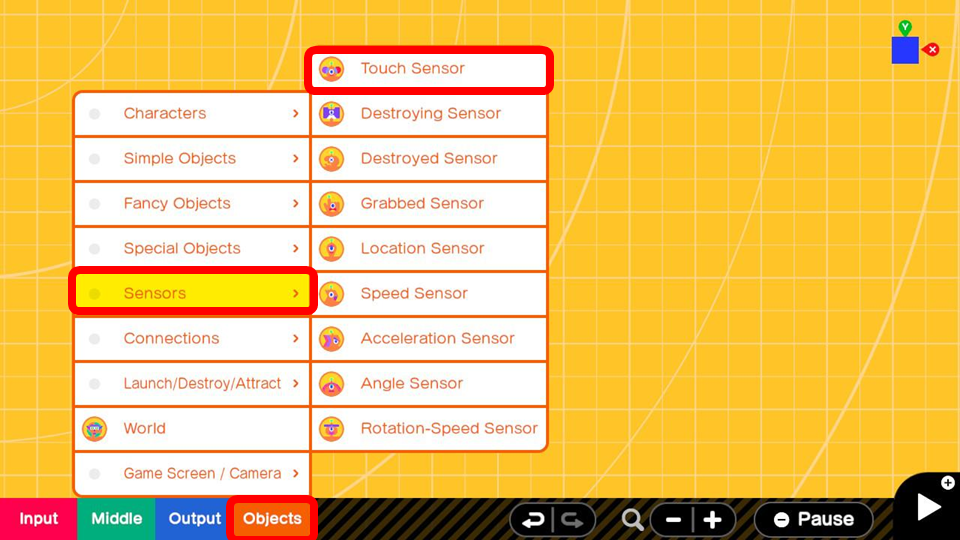 Y
X
Touch Sensor
Characters >
Destroying Sensor
Simple Objects >
Destroyed Sensor
Fancy Objects >
Grabbed Sensor
Special Objects >
Location Sensor
Sensors >
Speed Sensor
Connections >
Acceleration Sensor
Launch/Destroy/Attract >
Angle Sensor
World
Rotation-Speed Sensor
Game Screen / Camera >
Input
Middle
Output
Objects
Pause